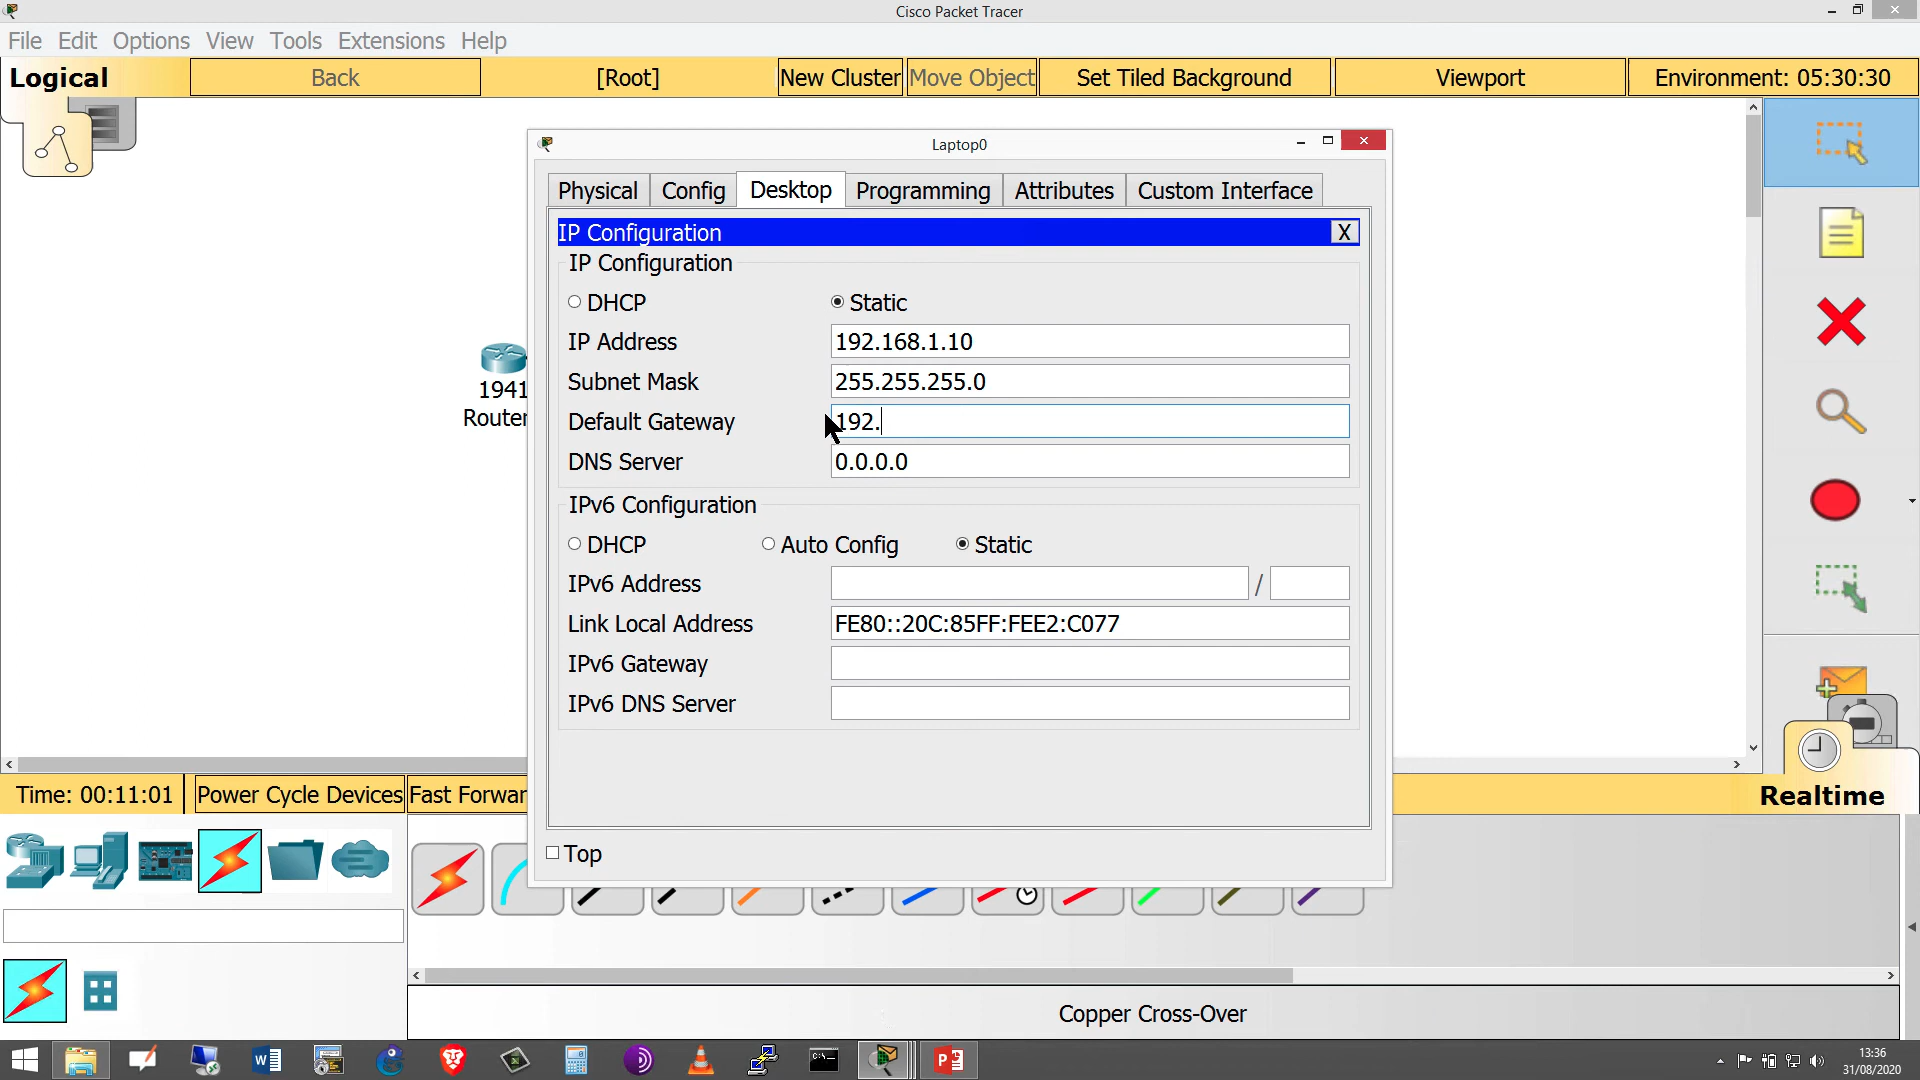 Cisco Packet Tracer
File Edit Options View Tools Extensions Help
Logical Back [Root] New Cluster Move Object Set Tiled Background Viewport Environment: 05:30:30
Laptop0
Physical Config Desktop Programming Attributes Custom Interface
IP Configuration X
IP Configuration
DHCP Static
IP Address 192.168.1.10
Subnet Mask 255.255.255.0
1941
Router
Default Gateway 192.
DNS Server 0.0.0.0
IPv6 Configuration
DHCP Auto Config Static
IPv6 Address /
Link Local Address FE80::20C:85FF:FEE2:C077
IPv6 Gateway
IPv6 DNS Server
Time: 00:11:01 Power Cycle Devices Fast Forwar Realtime
Top
Copper Cross-Over
13:36
31/08/2020